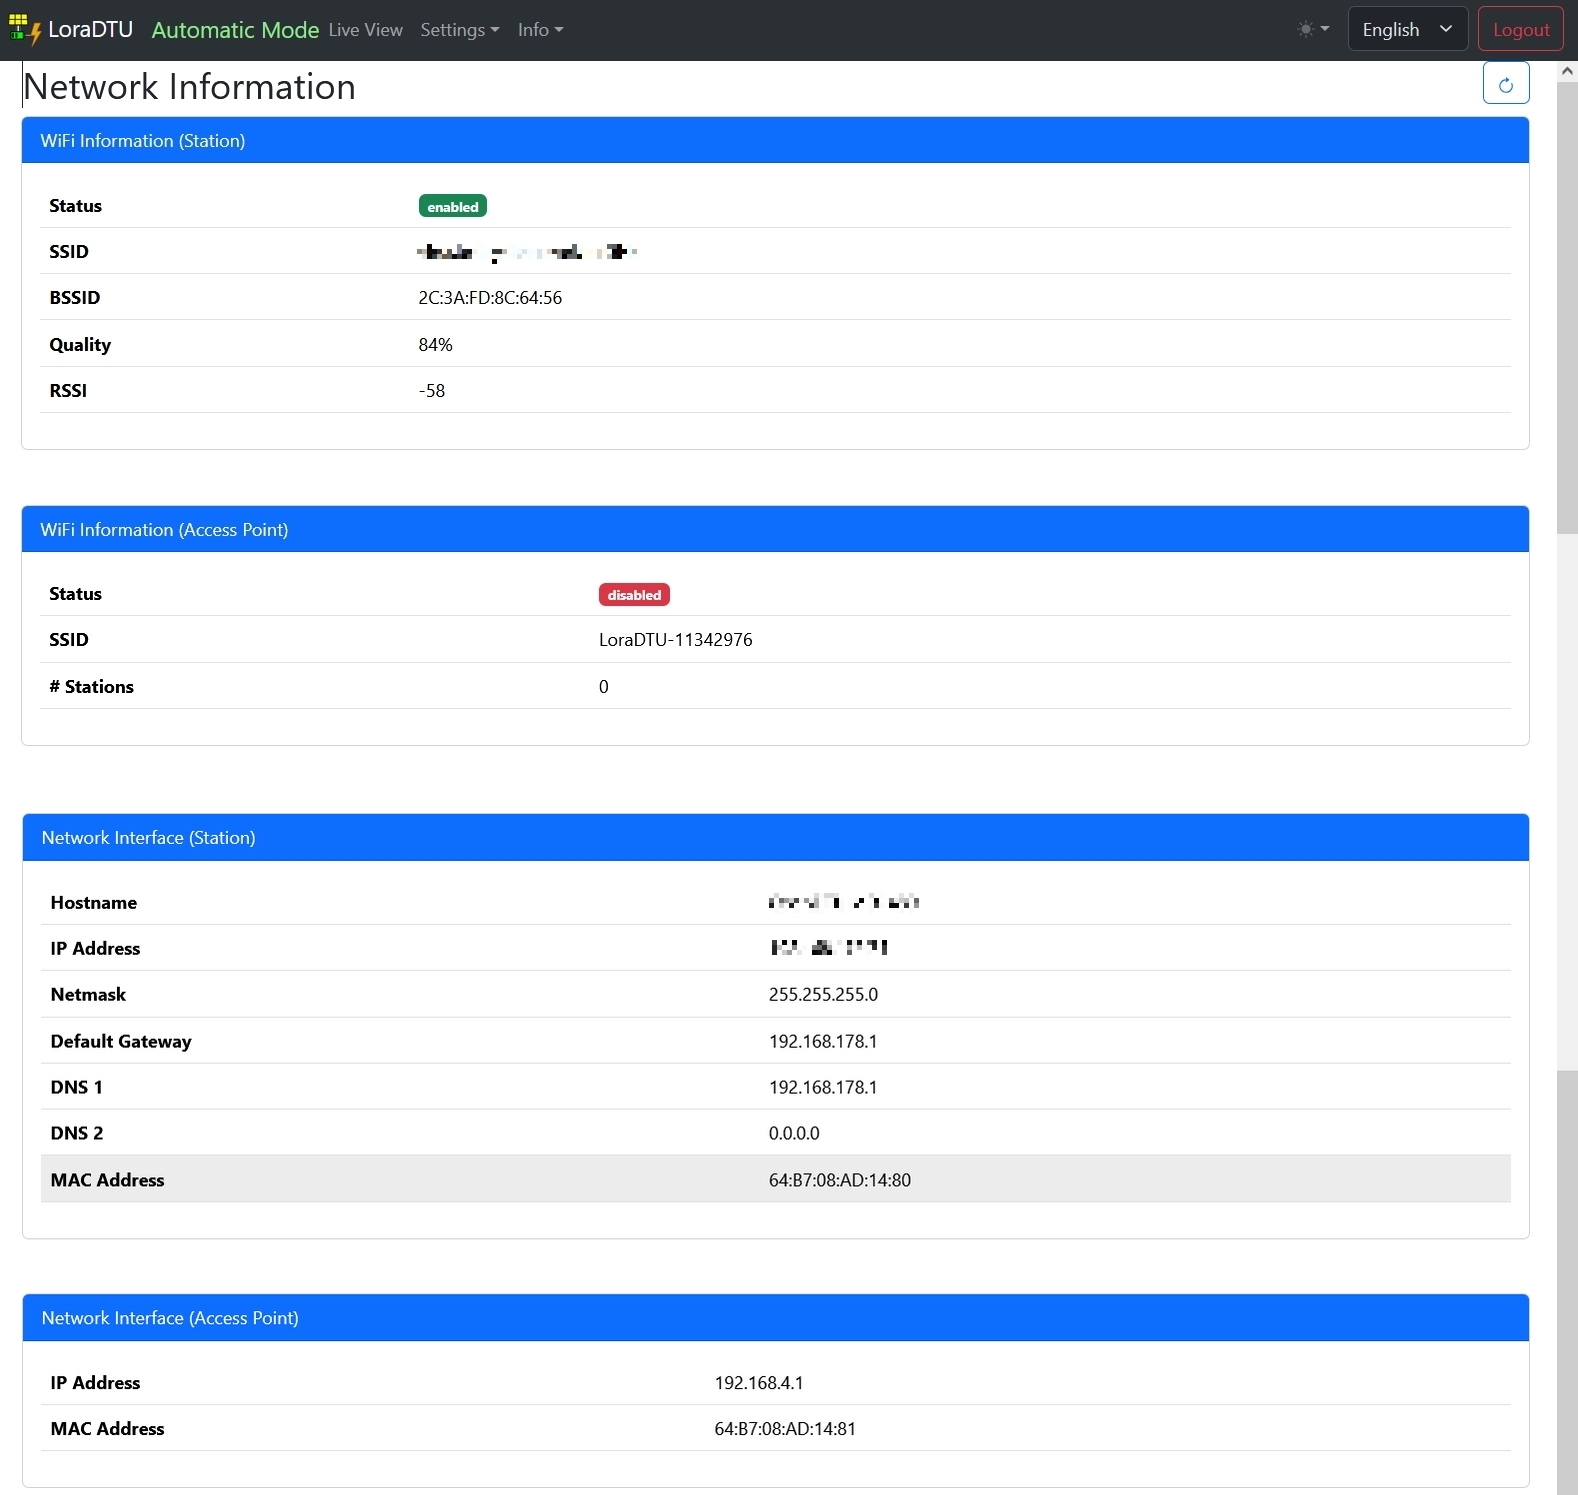 LoraDTU Automatic Mode Live View Settings Info English Logout
Network Information
WiFi Information (Station)
Status enabled
SSID
BSSID 2C:3A:FD:8C:64:56
Quality 84%
RSSI -58
WiFi Information (Access Point)
Status disabled
SSID LoraDTU-11342976
# Stations 0
Network Interface (Station)
Hostname
IP Address
Netmask 255.255.255.0
Default Gateway 192.168.178.1
DNS 1 192.168.178.1
DNS 2 0.0.0.0
MAC Address 64:B7:08:AD:14:80
Network Interface (Access Point)
IP Address 192.168.4.1
MAC Address 64:B7:08:AD:14:81